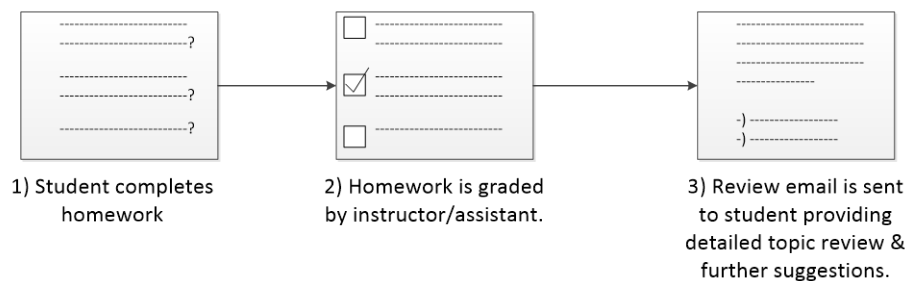 ?
?
?
-)
-)
1) Student completes
homework
2) Homework is graded
by instructor/assistant.
3) Review email is sent
to student providing
detailed topic review &
further suggestions.